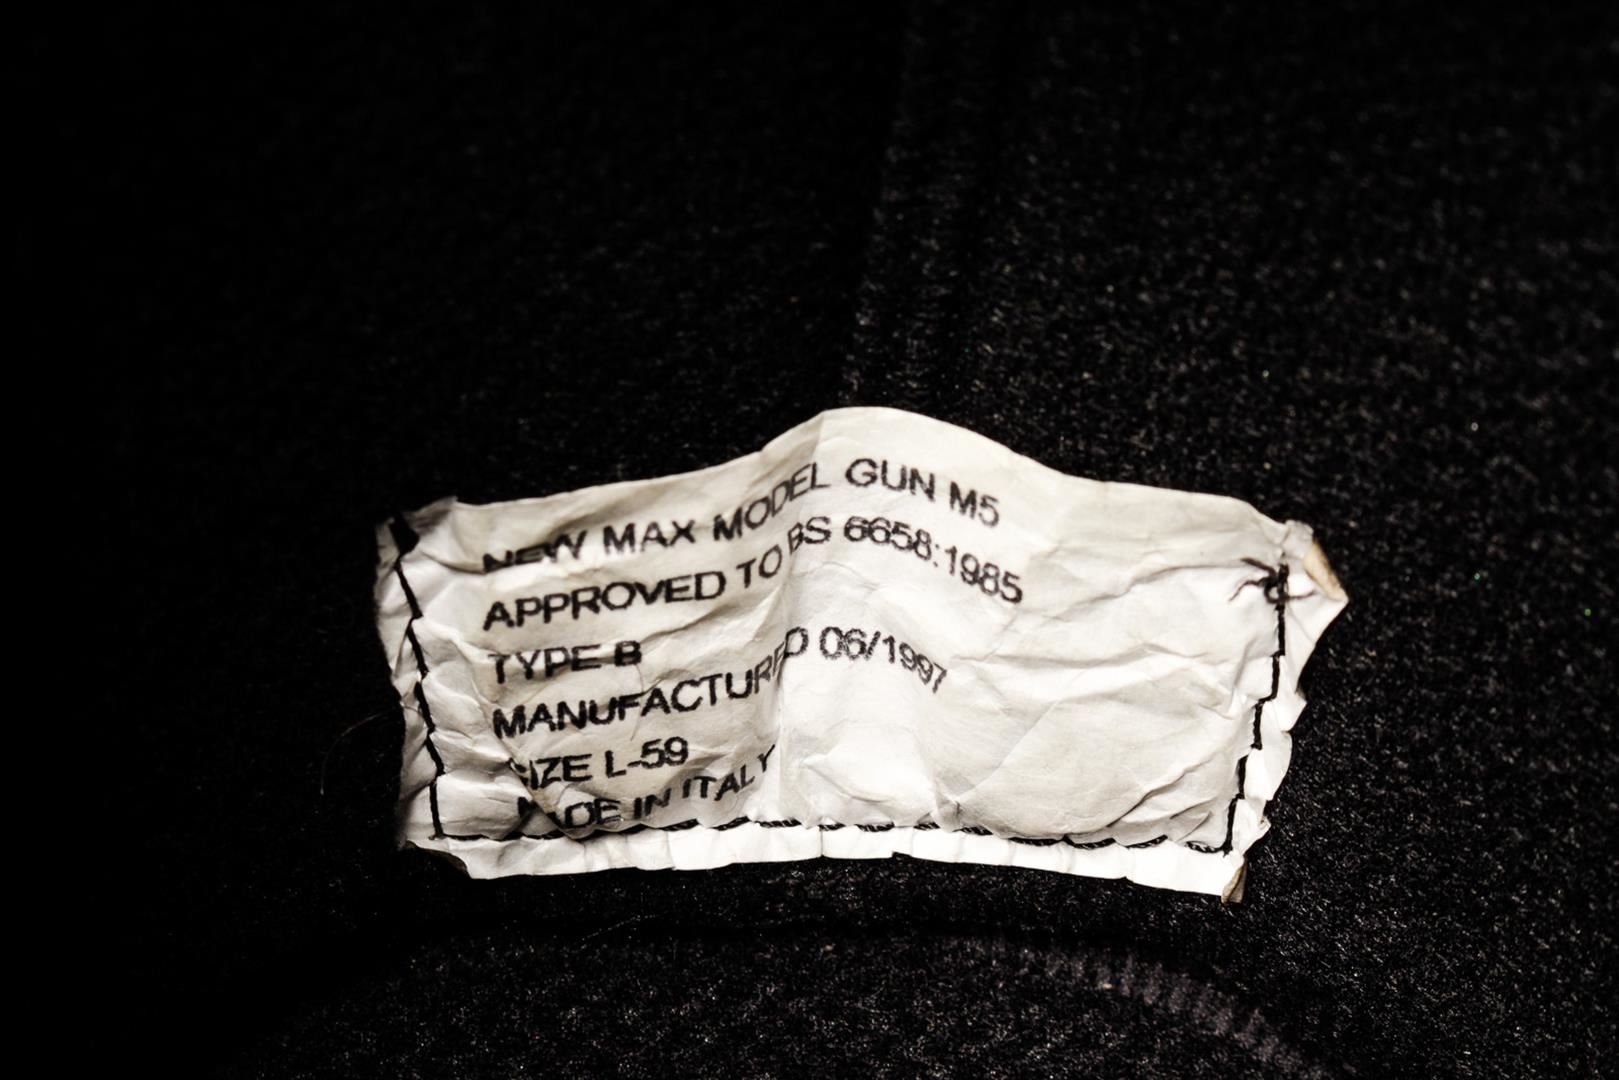 NEW MAX MODEL GUN M5
APPROVED TO BS 6658:1985
TYPE B
MANUFACTURED 06/1997
SIZE L-59
MADE IN ITALY